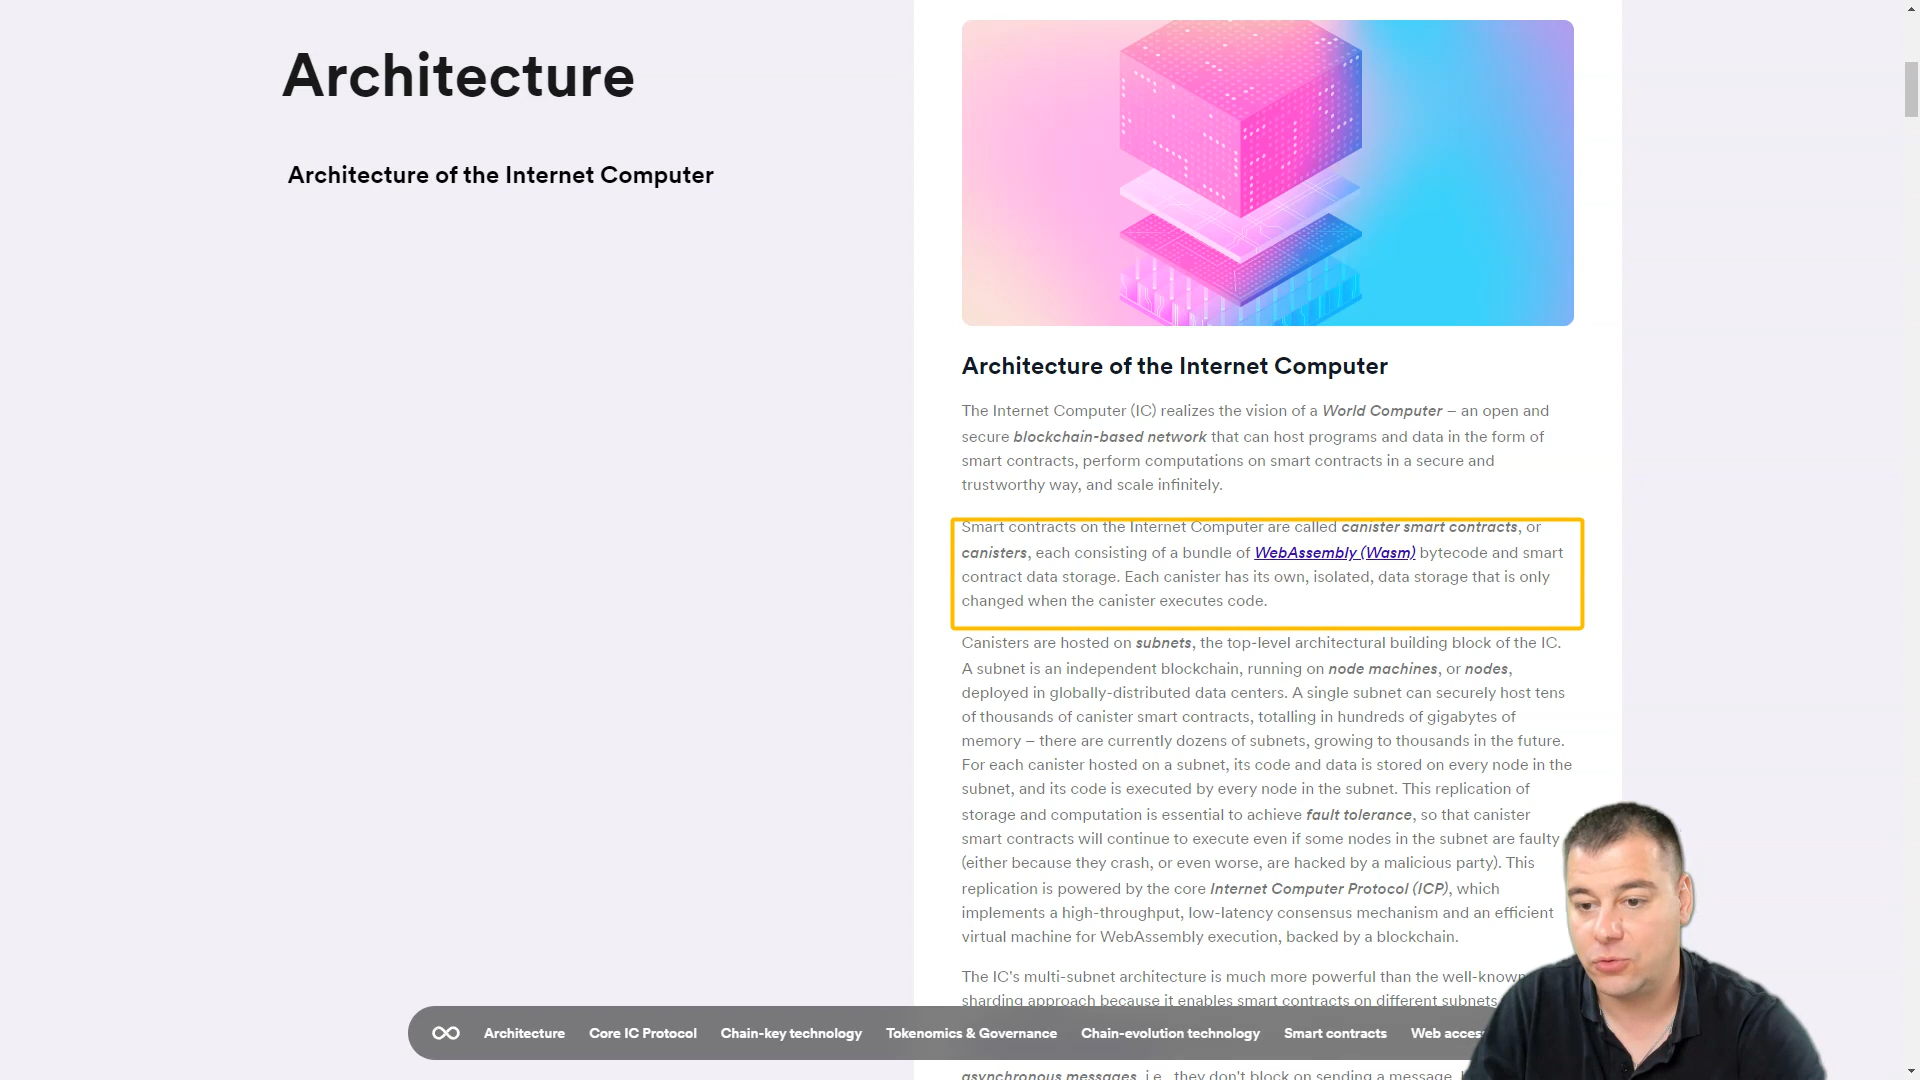 Architecture
Architecture of the Internet Computer
Architecture of the Internet Computer
The Internet Computer (IC) realizes the vision of a World Computer – an open and
secure blockchain-based network that can host programs and data in the form of
smart contracts, perform computations on smart contracts in a secure and
trustworthy way, and scale infinitely.
Smart contracts on the Internet Computer are called canister smart contracts, or
canisters, each consisting of a bundle of WebAssembly (Wasm) bytecode and smart
contract data storage. Each canister has its own, isolated, data storage that is only
changed when the canister executes code.
Canisters are hosted on subnets, the top-level architectural building block of the IC.
A subnet is an independent blockchain, running on node machines, or nodes,
deployed in globally-distributed data centers. A single subnet can securely host tens
of thousands of canister smart contracts, totalling in hundreds of gigabytes of
memory – there are currently dozens of subnets, growing to thousands in the future.
For each canister hosted on a subnet, its code and data is stored on every node in the
subnet, and its code is executed by every node in the subnet. This replication of
storage and computation is essential to achieve fault tolerance, so that canister
smart contracts will continue to execute even if some nodes in the subnet are faulty
(either because they crash, or even worse, are hacked by a malicious party). This
replication is powered by the core Internet Computer Protocol (ICP), which
implements a high-throughput, low-latency consensus mechanism and an efficient
virtual machine for WebAssembly execution, backed by a blockchain.
The IC's multi-subnet architecture is much more powerful than the well-known
sharding approach because it enables smart contracts on different subnets
Architecture Core IC Protocol Chain-key technology Tokenomics & Governance Chain-evolution technology Smart contracts Web access
asynchronous messages, i.e., they don't block on sending a message.